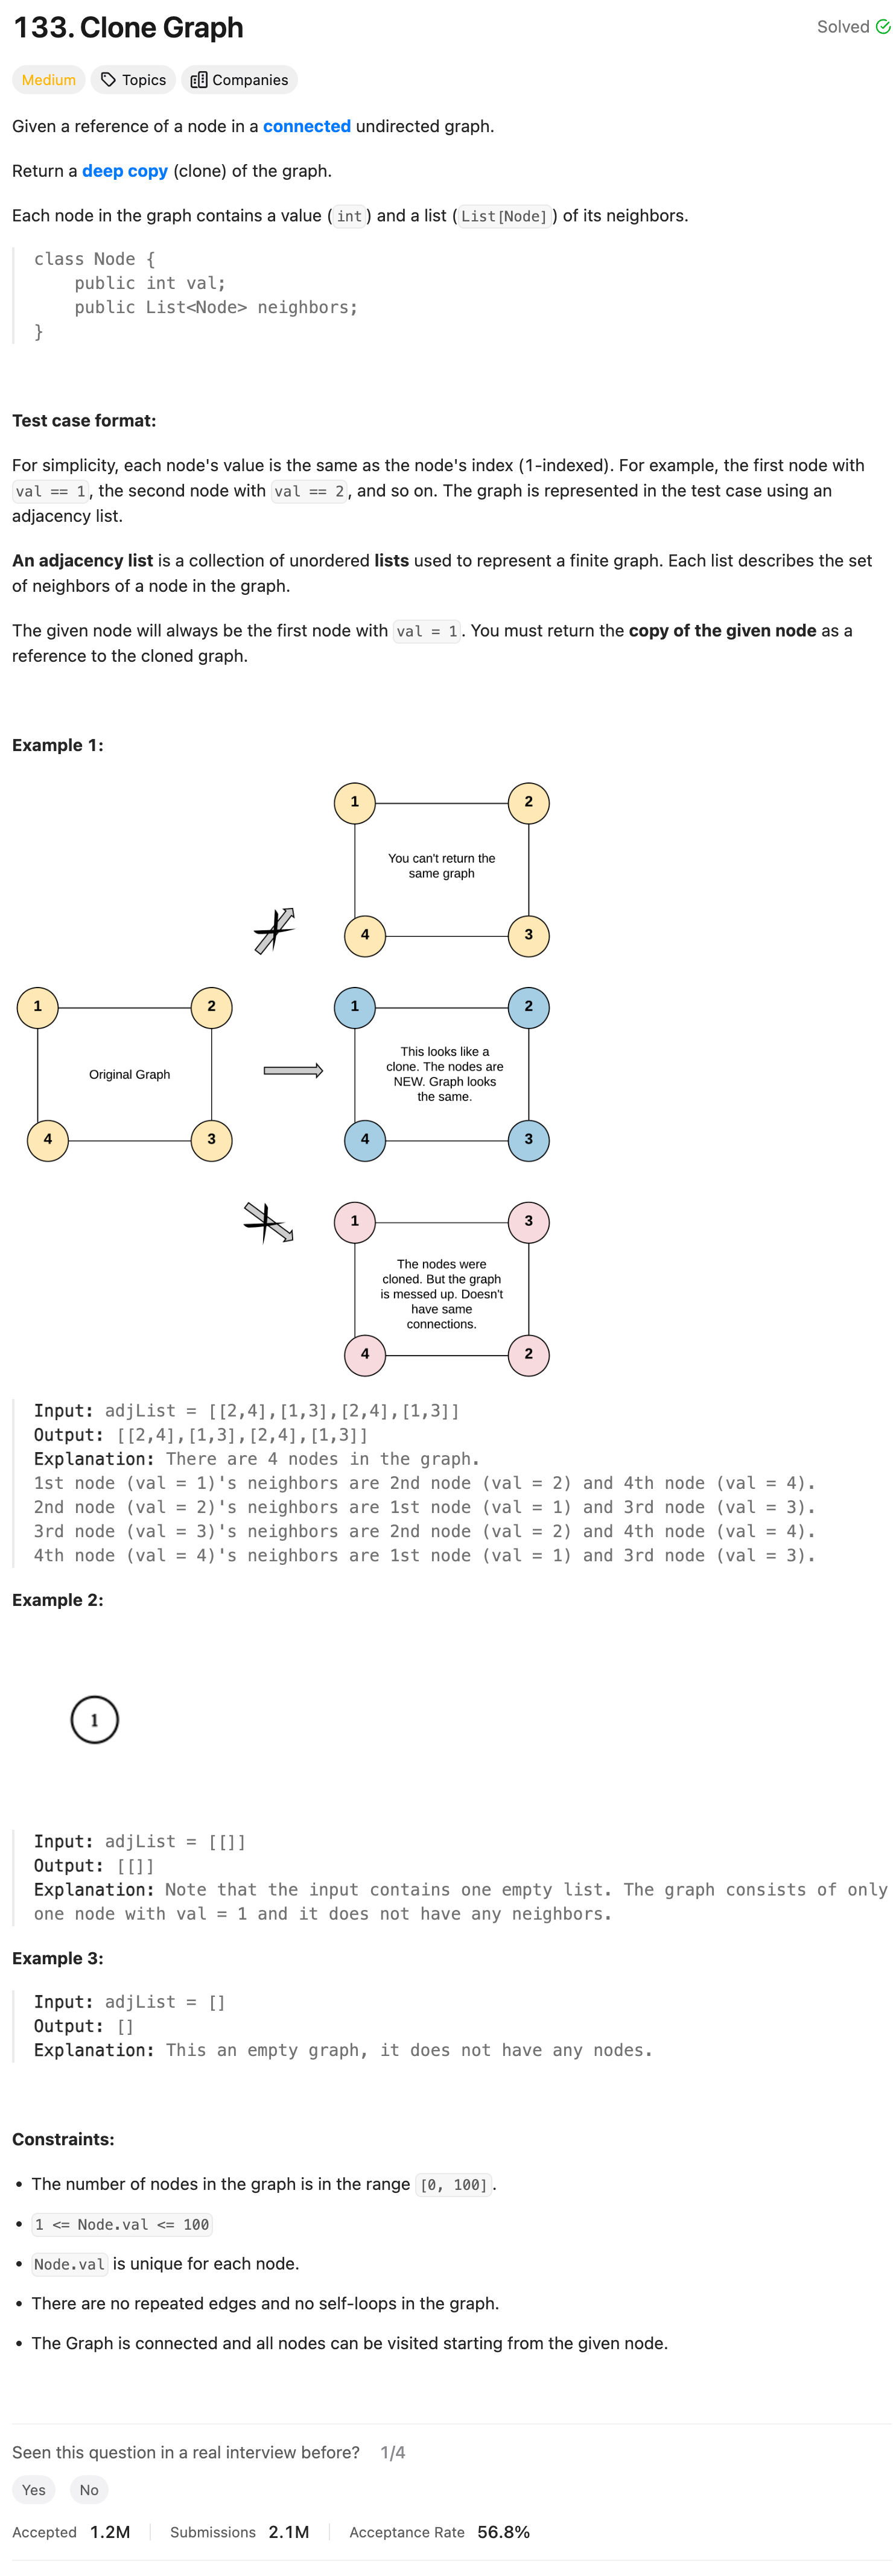 133. Clone Graph
Solved
Medium
Topics
Companies
Given a reference of a node in a connected undirected graph.
Return a deep copy (clone) of the graph.
Each node in the graph contains a value (int) and a list (List[Node]) of its neighbors.
class Node {
    public int val;
    public List<Node> neighbors;
}
Test case format:
For simplicity, each node's value is the same as the node's index (1-indexed). For example, the first node with
val == 1, the second node with val == 2, and so on. The graph is represented in the test case using an
adjacency list.
An adjacency list is a collection of unordered lists used to represent a finite graph. Each list describes the set
of neighbors of a node in the graph.
The given node will always be the first node with val = 1. You must return the copy of the given node as a
reference to the cloned graph.
Example 1:
1
2
You can't return the
same graph
4
3
1
2
Original Graph
4
3
1
2
This looks like a
clone. The nodes are
NEW. Graph looks
the same.
4
3
1
3
The nodes were
cloned. But the graph
is messed up. Doesn't
have same
connections.
4
2
Input: adjList = [[2,4],[1,3],[2,4],[1,3]]
Output: [[2,4],[1,3],[2,4],[1,3]]
Explanation: There are 4 nodes in the graph.
1st node (val = 1)'s neighbors are 2nd node (val = 2) and 4th node (val = 4).
2nd node (val = 2)'s neighbors are 1st node (val = 1) and 3rd node (val = 3).
3rd node (val = 3)'s neighbors are 2nd node (val = 2) and 4th node (val = 4).
4th node (val = 4)'s neighbors are 1st node (val = 1) and 3rd node (val = 3).
Example 2:
1
Input: adjList = [[]]
Output: [[]]
Explanation: Note that the input contains one empty list. The graph consists of only
one node with val = 1 and it does not have any neighbors.
Example 3:
Input: adjList = []
Output: []
Explanation: This an empty graph, it does not have any nodes.
Constraints:
• The number of nodes in the graph is in the range [0, 100].
• 1 <= Node.val <= 100
• Node.val is unique for each node.
• There are no repeated edges and no self-loops in the graph.
• The Graph is connected and all nodes can be visited starting from the given node.
Seen this question in a real interview before? 1/4
Yes No
Accepted 1.2M Submissions 2.1M Acceptance Rate 56.8%